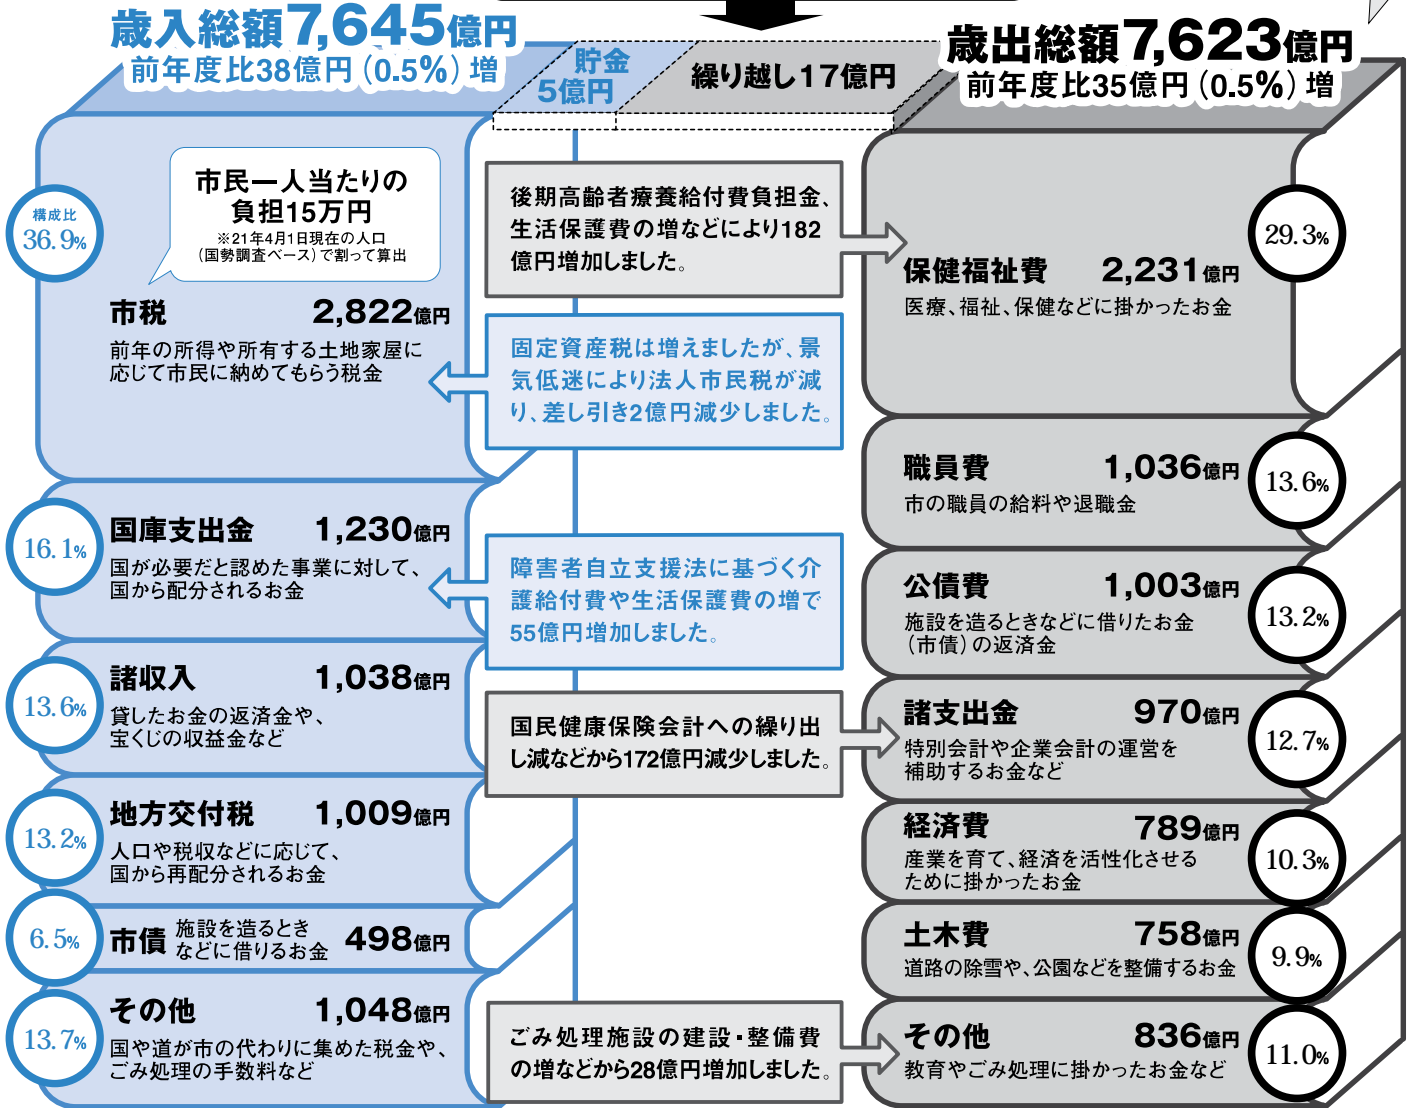 歳入総額7,645億円
前年度比38億円(0.5%)増
貯金
5億円
繰り越し17億円
歳出総額7,623億円
前年度比35億円(0.5%)増
構成比
36.9%
市民一人当たりの
負担15万円
※21年4月1日現在の人口
(国勢調査ベース)で割って算出
市税 2,822億円
前年の所得や所有する土地家屋に
応じて市民に納めてもらう税金
16.1%
国庫支出金 1,230億円
国が必要だと認めた事業に対して、
国から配分されるお金
13.6%
諸収入 1,038億円
貸したお金の返済金や、
宝くじの収益金など
13.2%
地方交付税 1,009億円
人口や税収などに応じて、
国から再配分されるお金
6.5%
市債 施設を造るとき
などに借りるお金 498億円
13.7%
その他 1,048億円
国や道が市の代わりに集めた税金や、
ごみ処理の手数料など
後期高齢者療養給付費負担金、
生活保護費の増などにより182
億円増加しました。
固定資産税は増えましたが、景
気低迷により法人市民税が減
り、差し引き2億円減少しました。
障害者自立支援法に基づく介
護給付費や生活保護費の増で
55億円増加しました。
国民健康保険会計への繰り出
し減などから172億円減少しました。
ごみ処理施設の建設・整備費
の増などから28億円増加しました。
29.3%
保健福祉費 2,231億円
医療、福祉、保健などに掛かったお金
職員費 1,036億円
市の職員の給料や退職金
13.6%
公債費 1,003億円
施設を造るときなどに借りたお金
(市債)の返済金
13.2%
諸支出金 970億円
特別会計や企業会計の運営を
補助するお金など
12.7%
経済費 789億円
産業を育て、経済を活性化させる
ために掛かったお金
10.3%
土木費 758億円
道路の除雪や、公園などを整備するお金
9.9%
その他 836億円
教育やごみ処理に掛かったお金など
11.0%